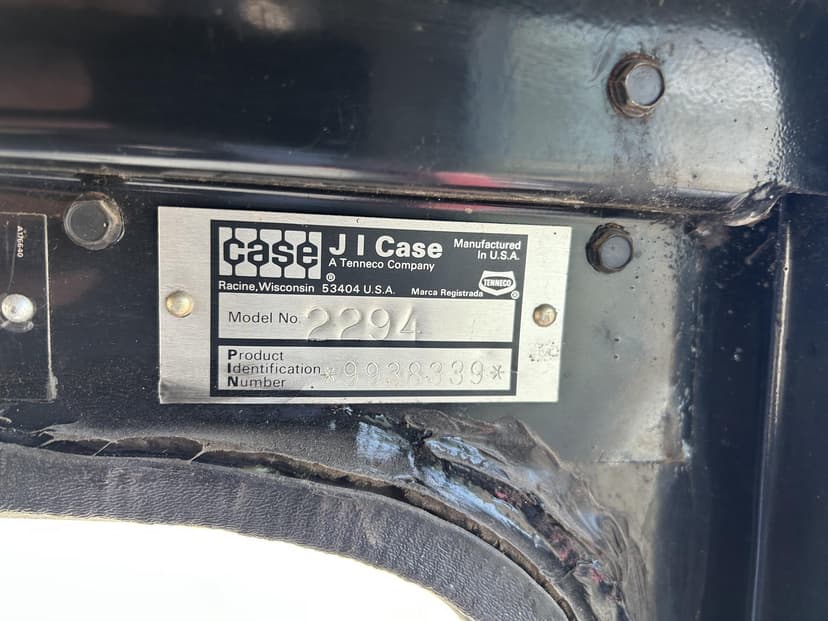 A176640
case
®
J I Case
A Tenneco Company
Manufactured
in U.S.A.
TENNECO
®
Racine, Wisconsin 53404 U.S.A.
Marca Registrada
Model No. 2294
Product
Identification
Number
*9938339*